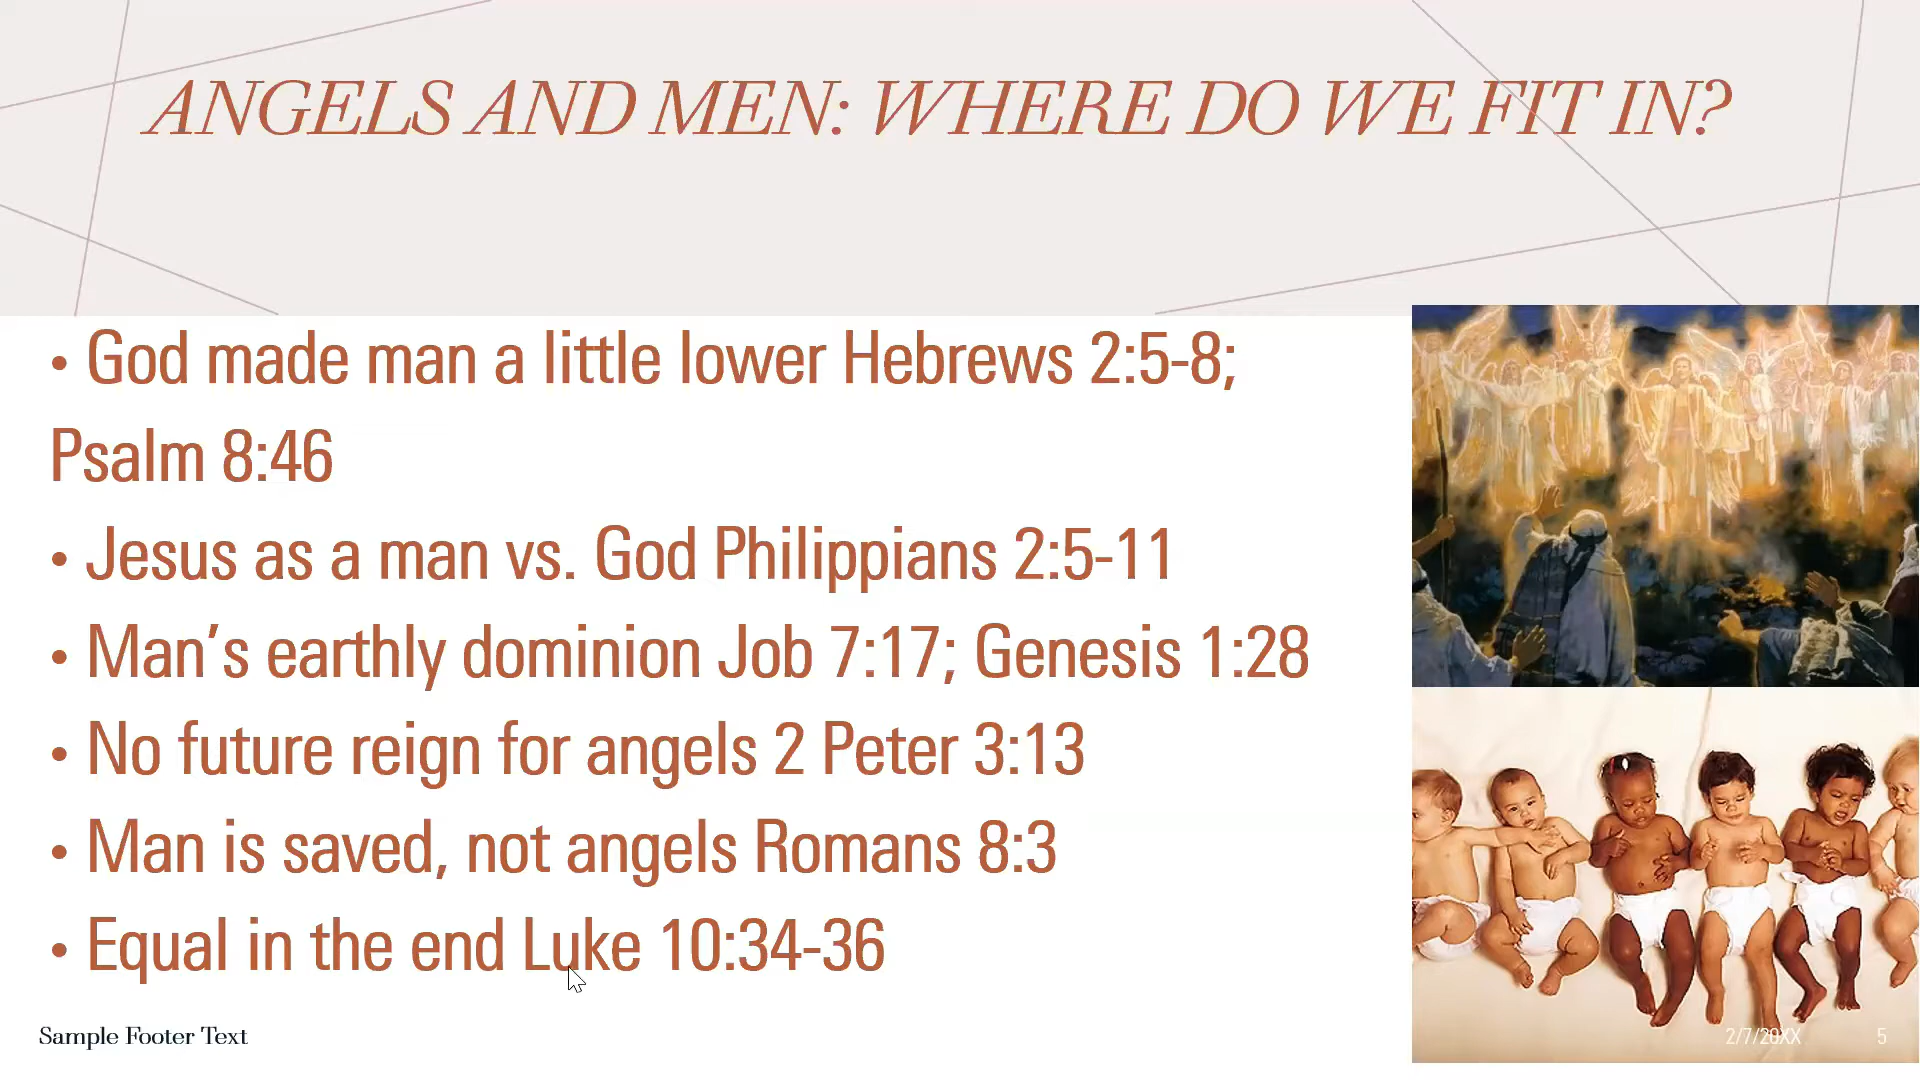 ANGELS AND MEN: WHERE DO WE FIT IN?
• God made man a little lower Hebrews 2:5-8;
Psalm 8:46
• Jesus as a man vs. God Philippians 2:5-11
• Man’s earthly dominion Job 7:17; Genesis 1:28
• No future reign for angels 2 Peter 3:13
• Man is saved, not angels Romans 8:3
• Equal in the end Luke 10:34-36
Sample Footer Text
2/7/20XX
5